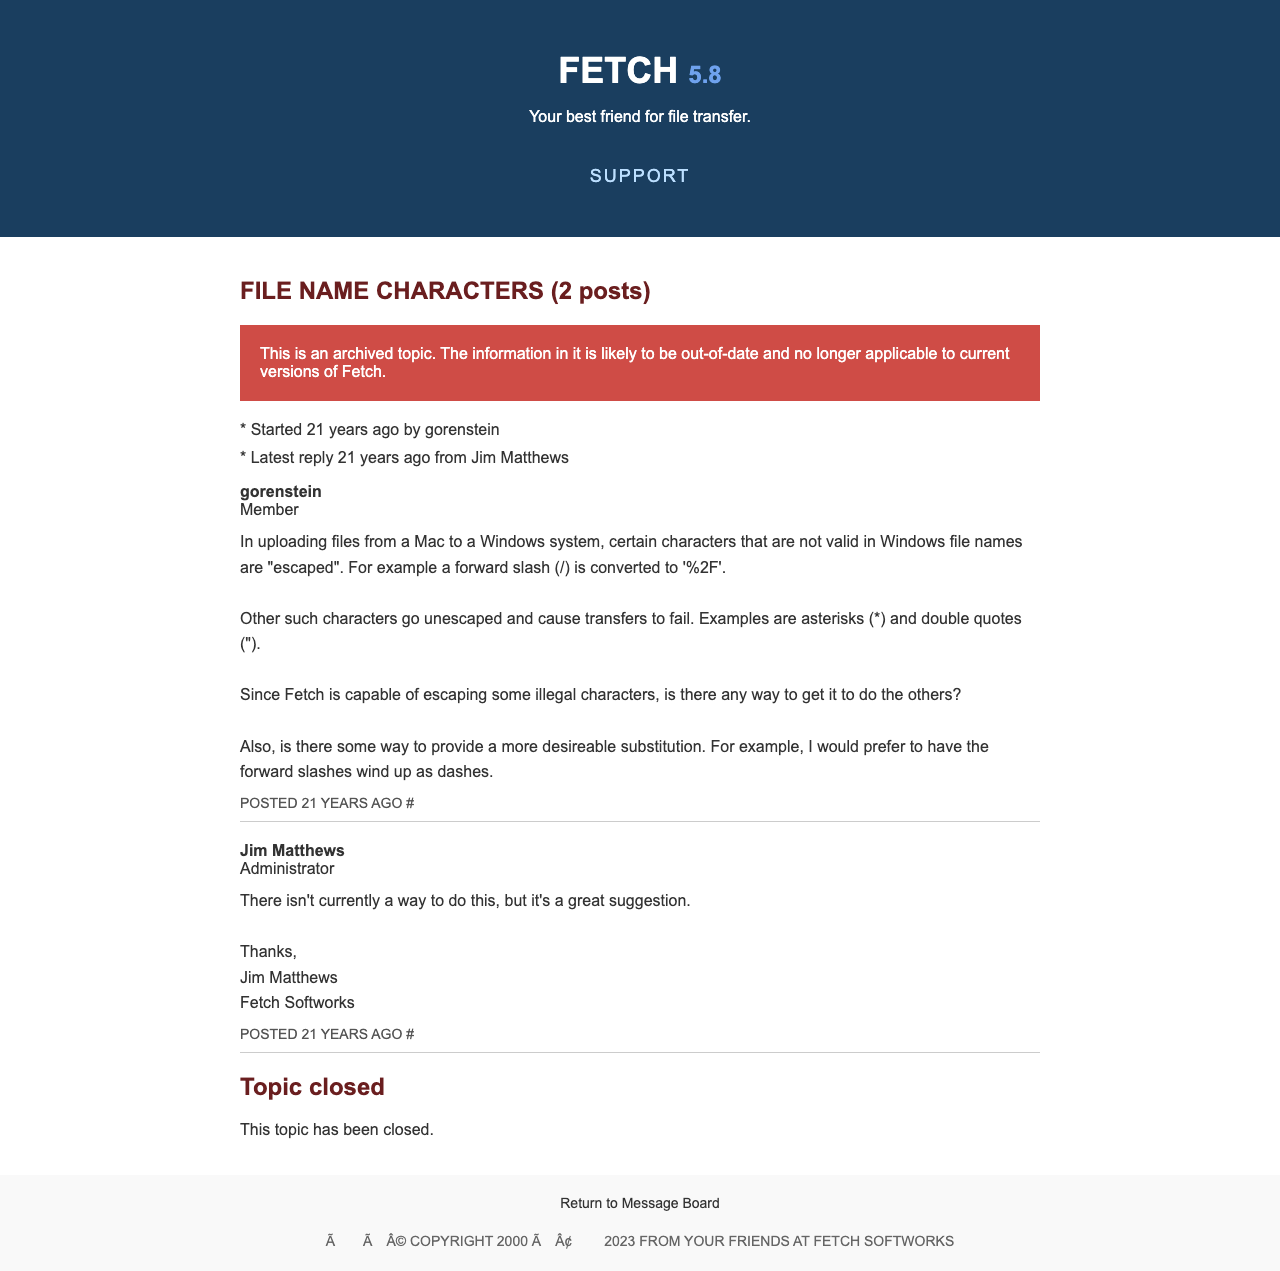 FETCH 5.8
Your best friend for file transfer.
SUPPORT
FILE NAME CHARACTERS (2 posts)
This is an archived topic. The information in it is likely to be out-of-date and no longer applicable to current
versions of Fetch.
* Started 21 years ago by gorenstein
* Latest reply 21 years ago from Jim Matthews
gorenstein
Member
In uploading files from a Mac to a Windows system, certain characters that are not valid in Windows file names
are "escaped". For example a forward slash (/) is converted to '%2F'.
Other such characters go unescaped and cause transfers to fail. Examples are asterisks (*) and double quotes
(").
Since Fetch is capable of escaping some illegal characters, is there any way to get it to do the others?
Also, is there some way to provide a more desireable substitution. For example, I would prefer to have the
forward slashes wind up as dashes.
POSTED 21 YEARS AGO #
Jim Matthews
Administrator
There isn't currently a way to do this, but it's a great suggestion.
Thanks,
Jim Matthews
Fetch Softworks
POSTED 21 YEARS AGO #
Topic closed
This topic has been closed.
Return to Message Board
Ã Ã Â© COPYRIGHT 2000 Ã Â¢ 2023 FROM YOUR FRIENDS AT FETCH SOFTWORKS